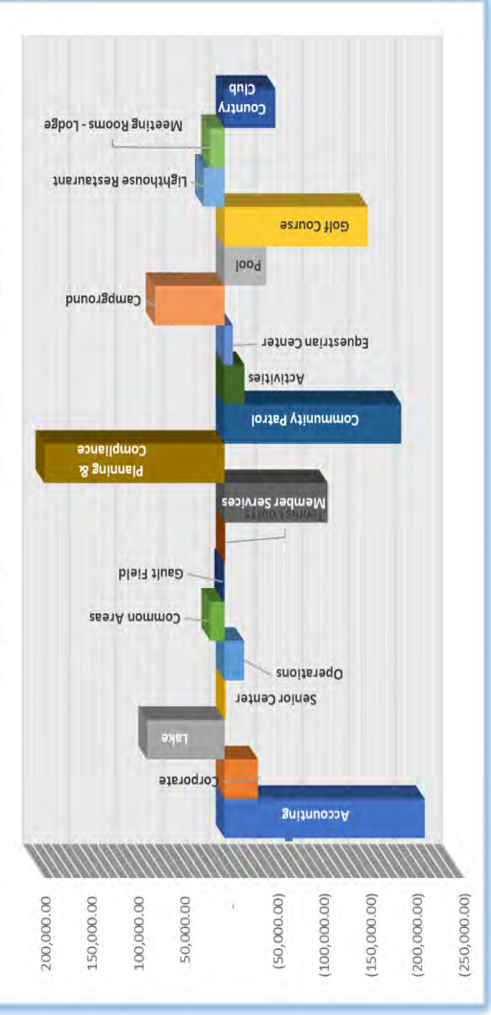 Country
Club
Meeting Rooms - Lodge
Lighthouse Restaurant
Golf Course
Pool
Campground
Equestrian Center
Activities
Community Patrol
Planning &
Compliance
Member Services
Tennis Courts
Gault Field
Common Areas
Operations
Senior Center
Lake
Corporate
Accounting
200,000.00
150,000.00
100,000.00
50,000.00
-
(50,000.00)
(100,000.00)
(150,000.00)
(200,000.00)
(250,000.00)